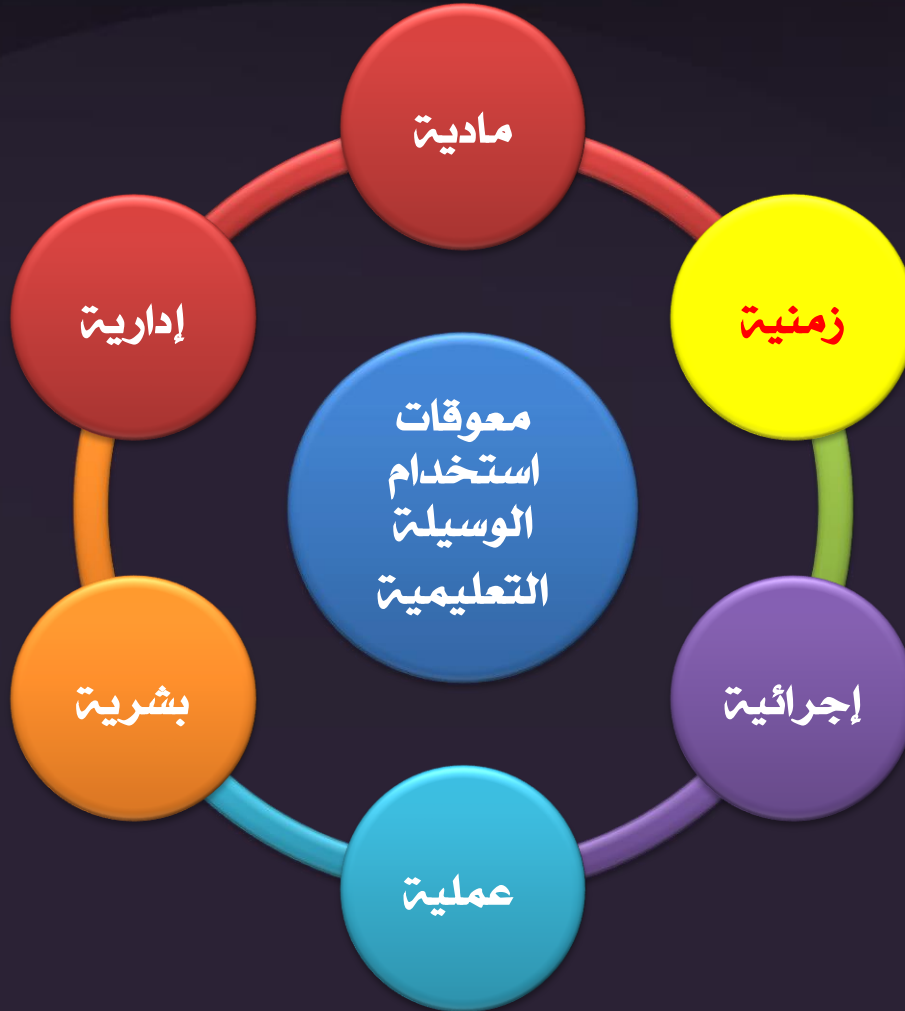 مادية
زمنية
إدارية
معوقات
استخدام
الوسيلة
التعليمية
إجرائية
بشرية
عملية